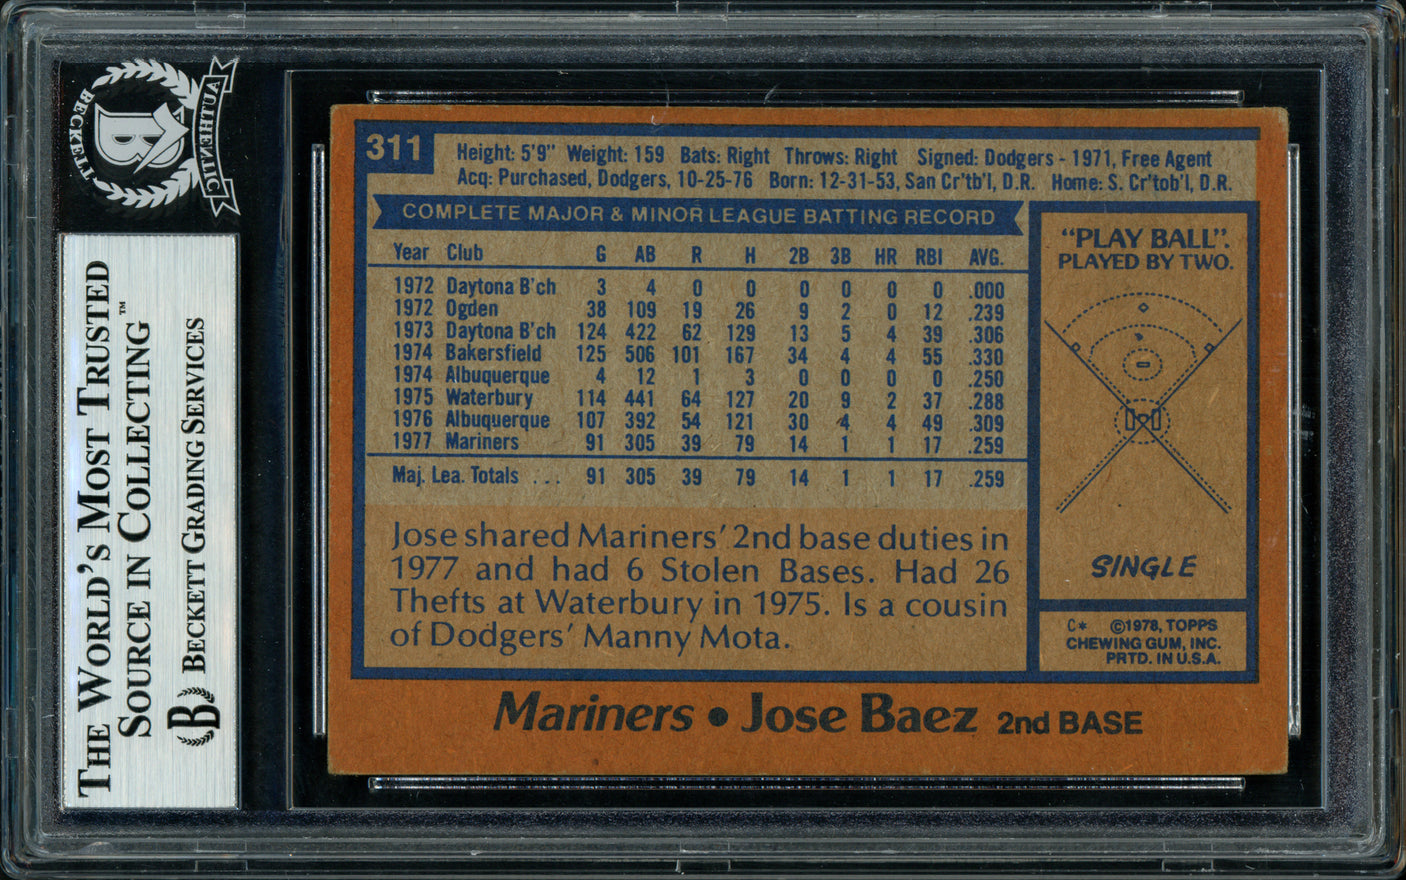 BECKETT
AUTHENTIC
B
THE WORLD'S MOST TRUSTED
SOURCE IN COLLECTING™
BECKETT GRADING SERVICES
B
311
Height: 5'9" Weight: 159 Bats: Right Throws: Right Signed: Dodgers - 1971, Free Agent
Acq: Purchased, Dodgers, 10-25-76 Born: 12-31-53, San Cr'tb'l, D.R. Home: S. Cr'tob'l, D.R.
COMPLETE MAJOR & MINOR LEAGUE BATTING RECORD
Year Club G AB R H 2B 3B HR RBI AVG.
1972 Daytona B'ch 3 4 0 0 0 0 0 0 .000
1972 Ogden 38 109 19 26 9 2 0 12 .239
1973 Daytona B'ch 124 422 62 129 13 5 4 39 .306
1974 Bakersfield 125 506 101 167 34 4 4 55 .330
1974 Albuquerque 4 12 1 3 0 0 0 0 .250
1975 Waterbury 114 441 64 127 20 9 2 37 .288
1976 Albuquerque 107 392 54 121 30 4 4 49 .309
1977 Mariners 91 305 39 79 14 1 1 17 .259
Maj. Lea. Totals ... 91 305 39 79 14 1 1 17 .259
Jose shared Mariners' 2nd base duties in
1977 and had 6 Stolen Bases. Had 26
Thefts at Waterbury in 1975. Is a cousin
of Dodgers' Manny Mota.
"PLAY BALL".
PLAYED BY TWO.
SINGLE
C* ©1978, TOPPS
CHEWING GUM, INC.
PRTD. IN U.S.A.
Mariners • Jose Baez 2nd BASE